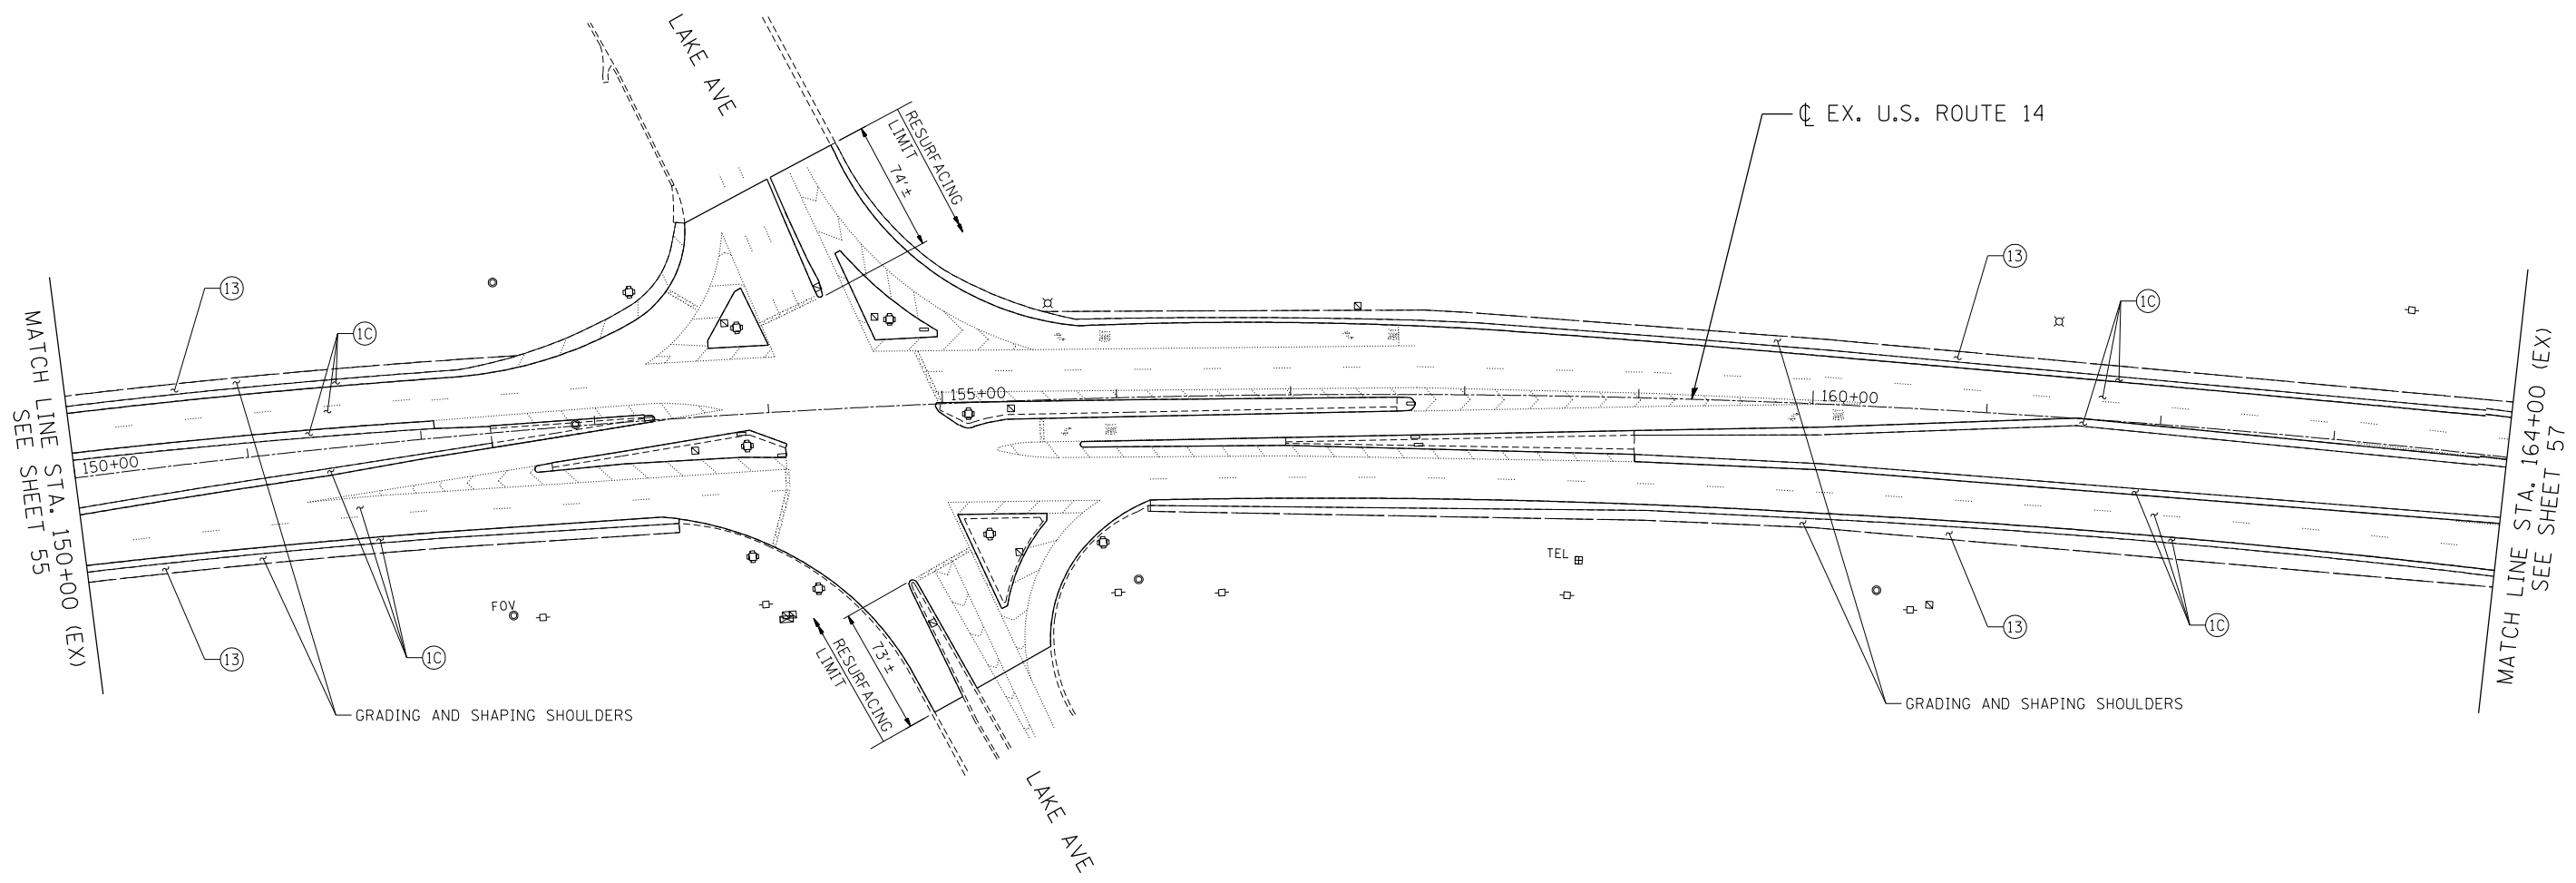 LAKE AVE
RESURFACING
LIMIT
74'±
℄ EX. U.S. ROUTE 14
13
13
1C
1C
MATCH LINE STA. 150+00 (EX)
SEE SHEET 55
150+00
155+00
160+00
MATCH LINE STA. 164+00 (EX)
SEE SHEET 57
TEL
FOV
13
1C
13
1C
73'±
RESURFACING
LIMIT
GRADING AND SHAPING SHOULDERS
GRADING AND SHAPING SHOULDERS
LAKE AVE